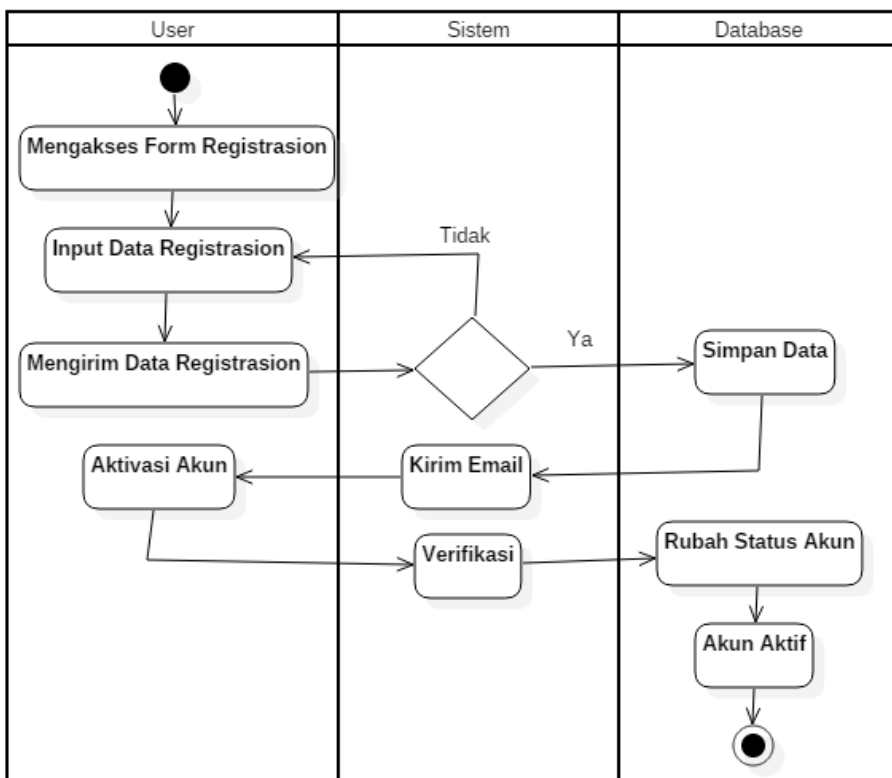 User
Sistem
Database
Mengakses Form Registrasion
Input Data Registrasion
Tidak
Mengirim Data Registrasion
Ya
Simpan Data
Aktivasi Akun
Kirim Email
Verifikasi
Rubah Status Akun
Akun Aktif